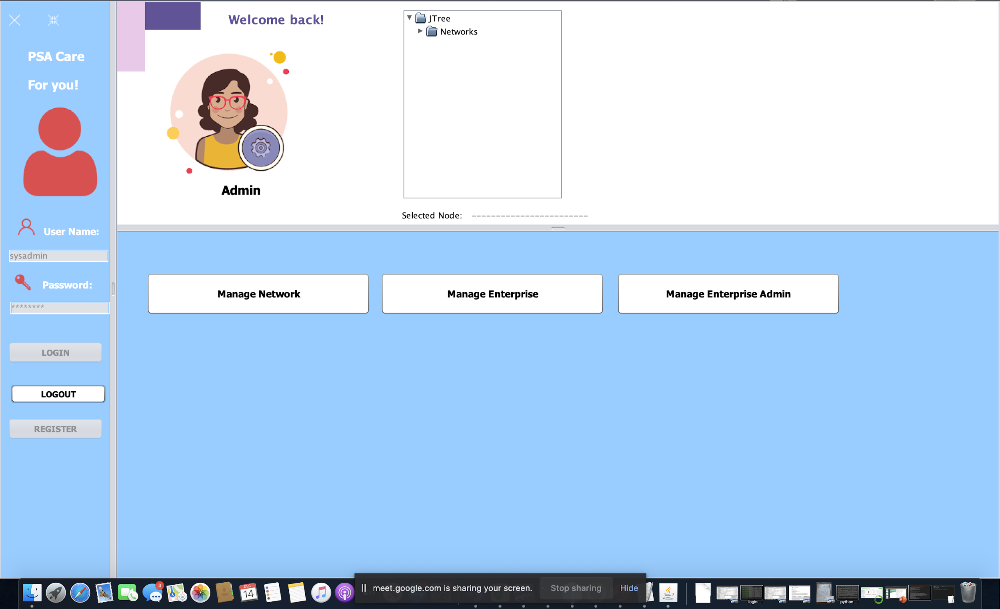 PSA Care
For you!
User Name:
sysadmin
Password:
********
LOGIN
LOGOUT
REGISTER
Welcome back!
Admin
JTree
Networks
Selected Node: ------------------------
Manage Network
Manage Enterprise
Manage Enterprise Admin
3
3D
DEC
14
meet.google.com is sharing your screen.
Stop sharing
Hide
login ...
python ...